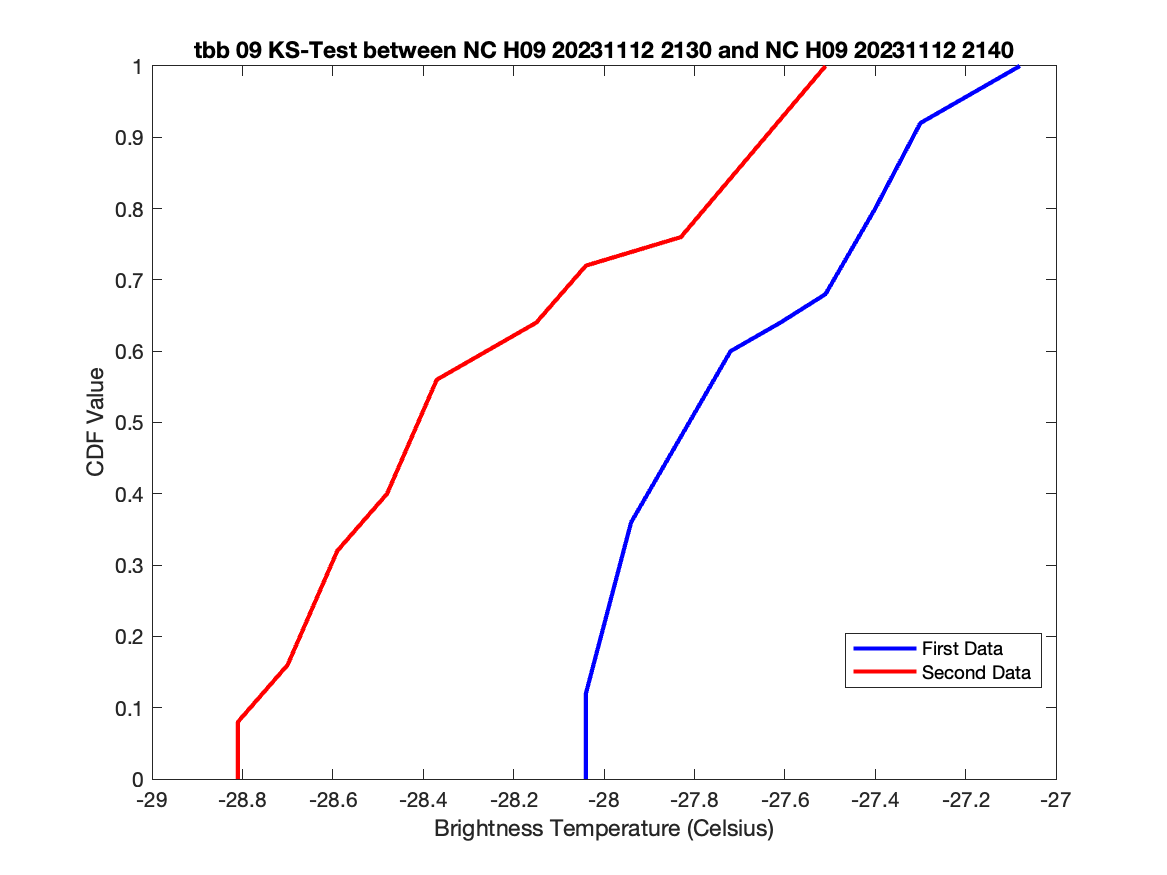 tbb 09 KS-Test between NC H09 20231112 2130 and NC H09 20231112 2140
1
0.9
0.8
0.7
0.6
0.5
0.4
0.3
0.2
0.1
0
CDF Value
First Data
Second Data
-29 -28.8 -28.6 -28.4 -28.2 -28 -27.8 -27.6 -27.4 -27.2 -27
Brightness Temperature (Celsius)